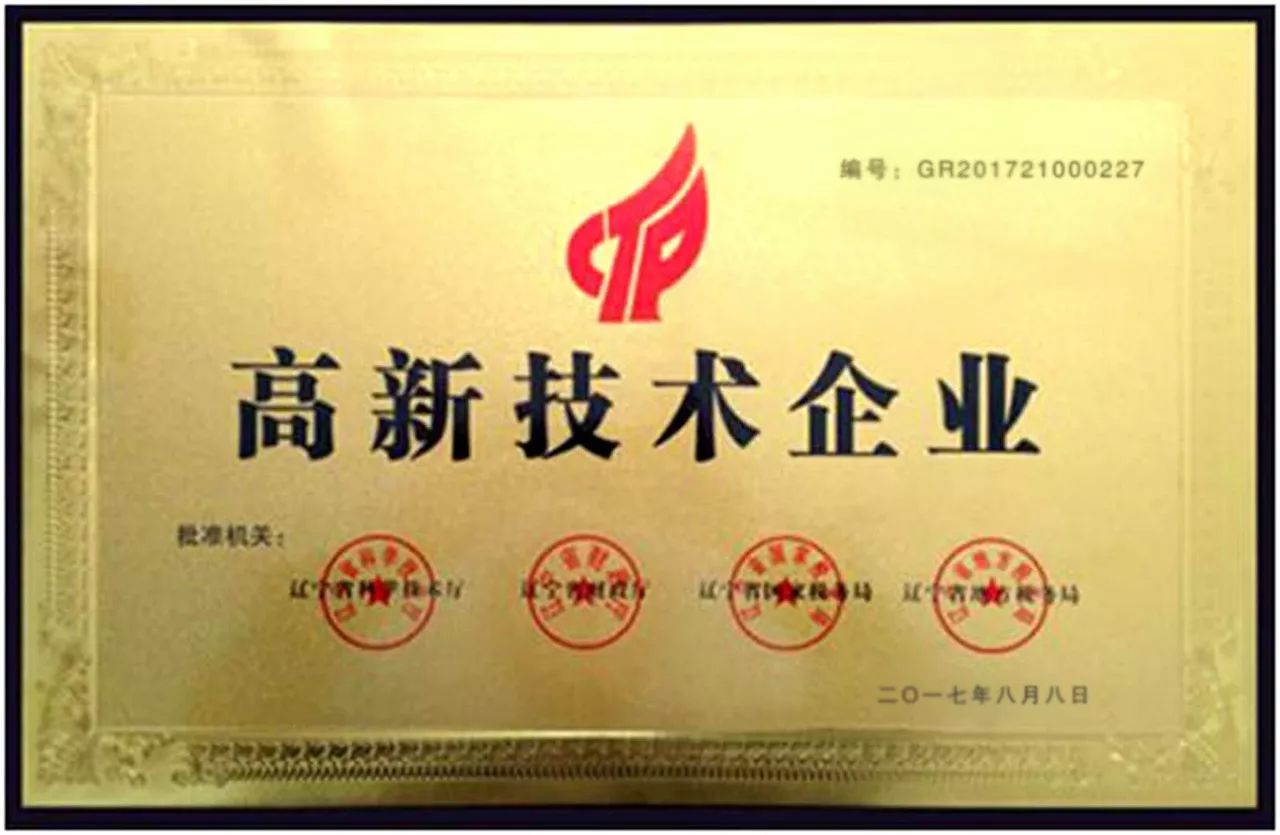 编号：GR201721000227
CTP
高新技术企业
批准机关：
辽宁省科学技术厅 辽宁省财政厅 辽宁省国家税务局 辽宁省地方税务局
二〇一七年八月八日